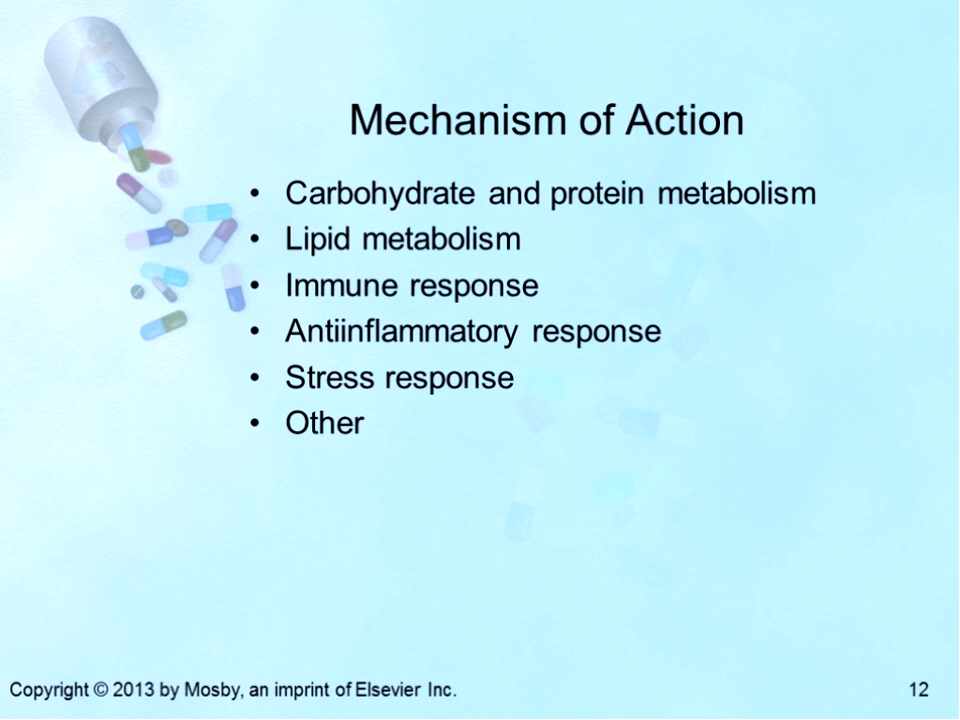 Mechanism of Action
• Carbohydrate and protein metabolism
• Lipid metabolism
• Immune response
• Antiinflammatory response
• Stress response
• Other
Copyright © 2013 by Mosby, an imprint of Elsevier Inc.
12